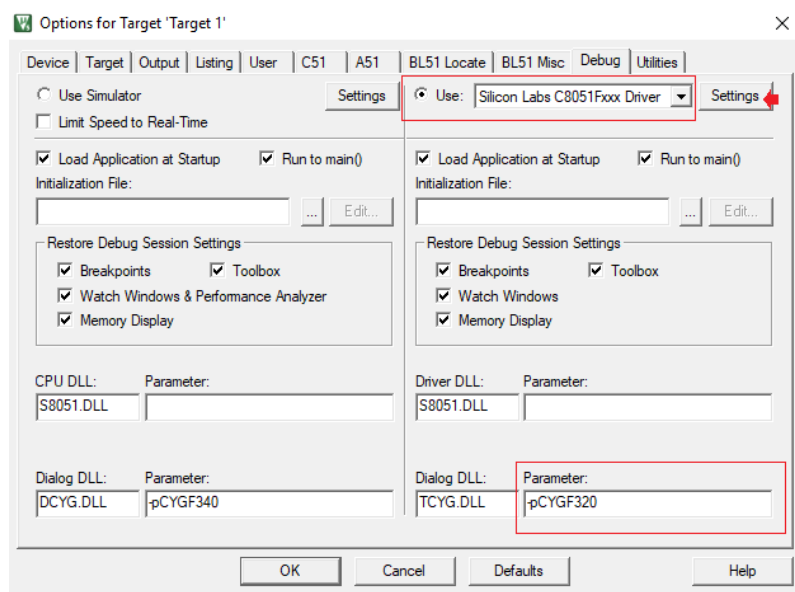 Options for Target 'Target 1'
Device Target Output Listing User C51 A51 BL51 Locate BL51 Misc Debug Utilities
Use Simulator Settings
Limit Speed to Real-Time
Use: Silicon Labs C8051Fxxx Driver Settings
Load Application at Startup Run to main()
Initialization File:
... Edit...
Load Application at Startup Run to main()
Initialization File:
... Edit...
Restore Debug Session Settings
Breakpoints Toolbox
Watch Windows & Performance Analyzer
Memory Display
Restore Debug Session Settings
Breakpoints Toolbox
Watch Windows
Memory Display
CPU DLL: Parameter:
S8051.DLL
Driver DLL: Parameter:
S8051.DLL
Dialog DLL: Parameter:
DCYG.DLL -pCYGF340
Dialog DLL: Parameter:
TCYG.DLL -pCYGF320
OK Cancel Defaults Help